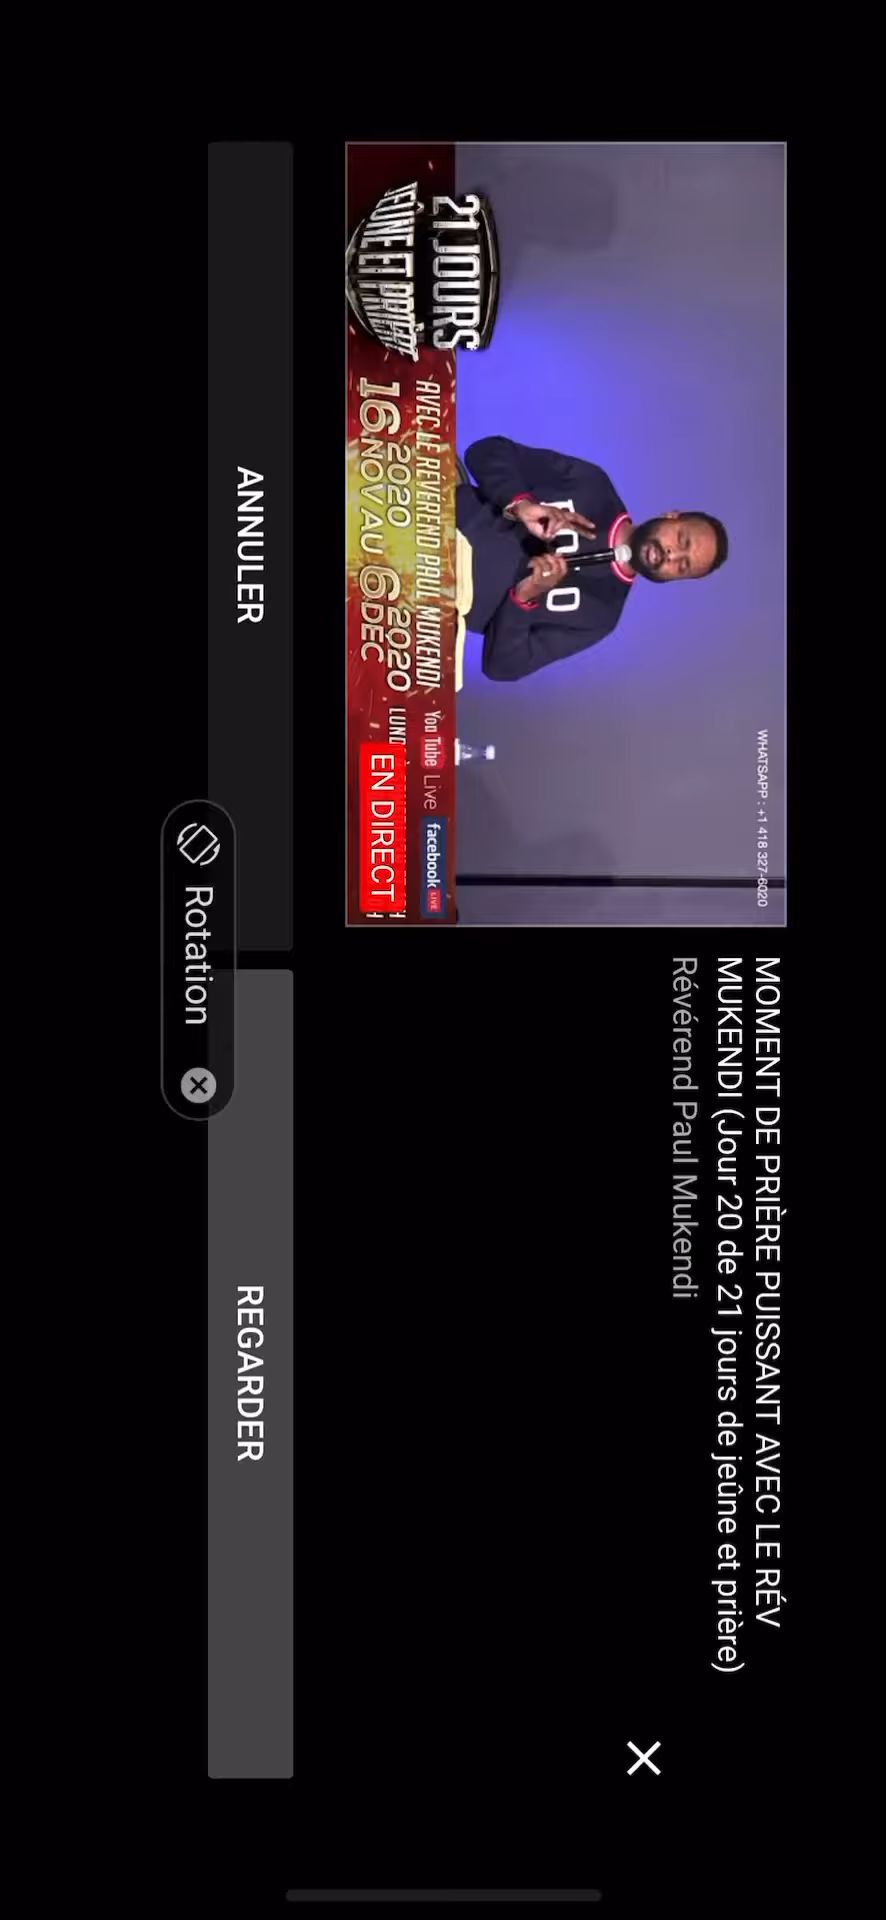 WHATSAPP : +1 418 327-6020
21 JOURS
JEÛNE ET PRIÈRE
AVEC LE RÉVÉREND PAUL MUKENDI
16 NOV 2020 AU 6 DEC 2020
YouTube Live facebook LIVE
EN DIRECT
MOMENT DE PRIÈRE PUISSANT AVEC LE RÉV
MUKENDI (Jour 20 de 21 jours de jeûne et prière)
Révérend Paul Mukendi
ANNULER
REGARDER
Rotation